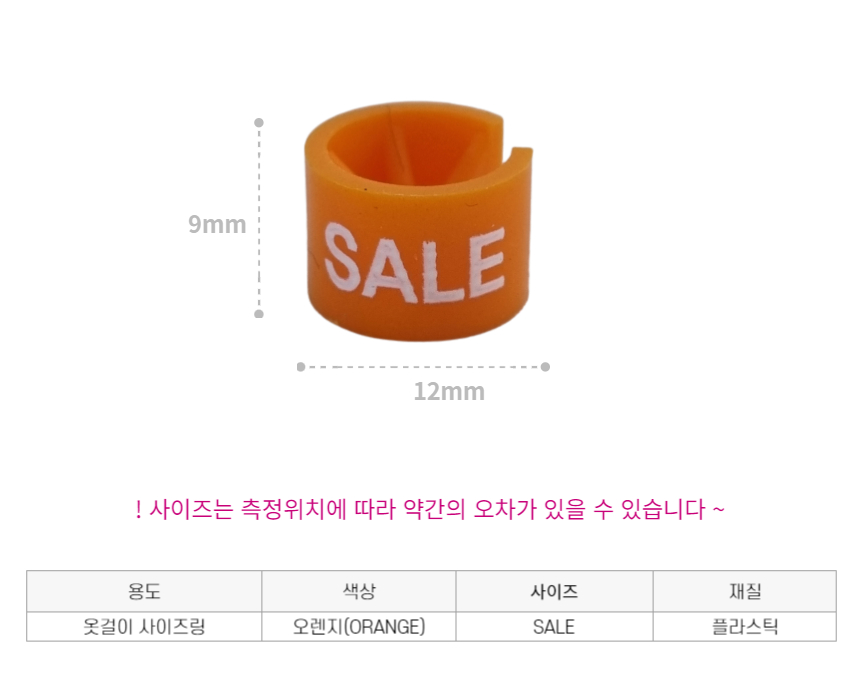 9mm
SALE
12mm
! 사이즈는 측정위치에 따라 약간의 오차가 있을 수 있습니다 ~
용도 색상 사이즈 재질
옷걸이 사이즈링 오렌지(ORANGE) SALE 플라스틱